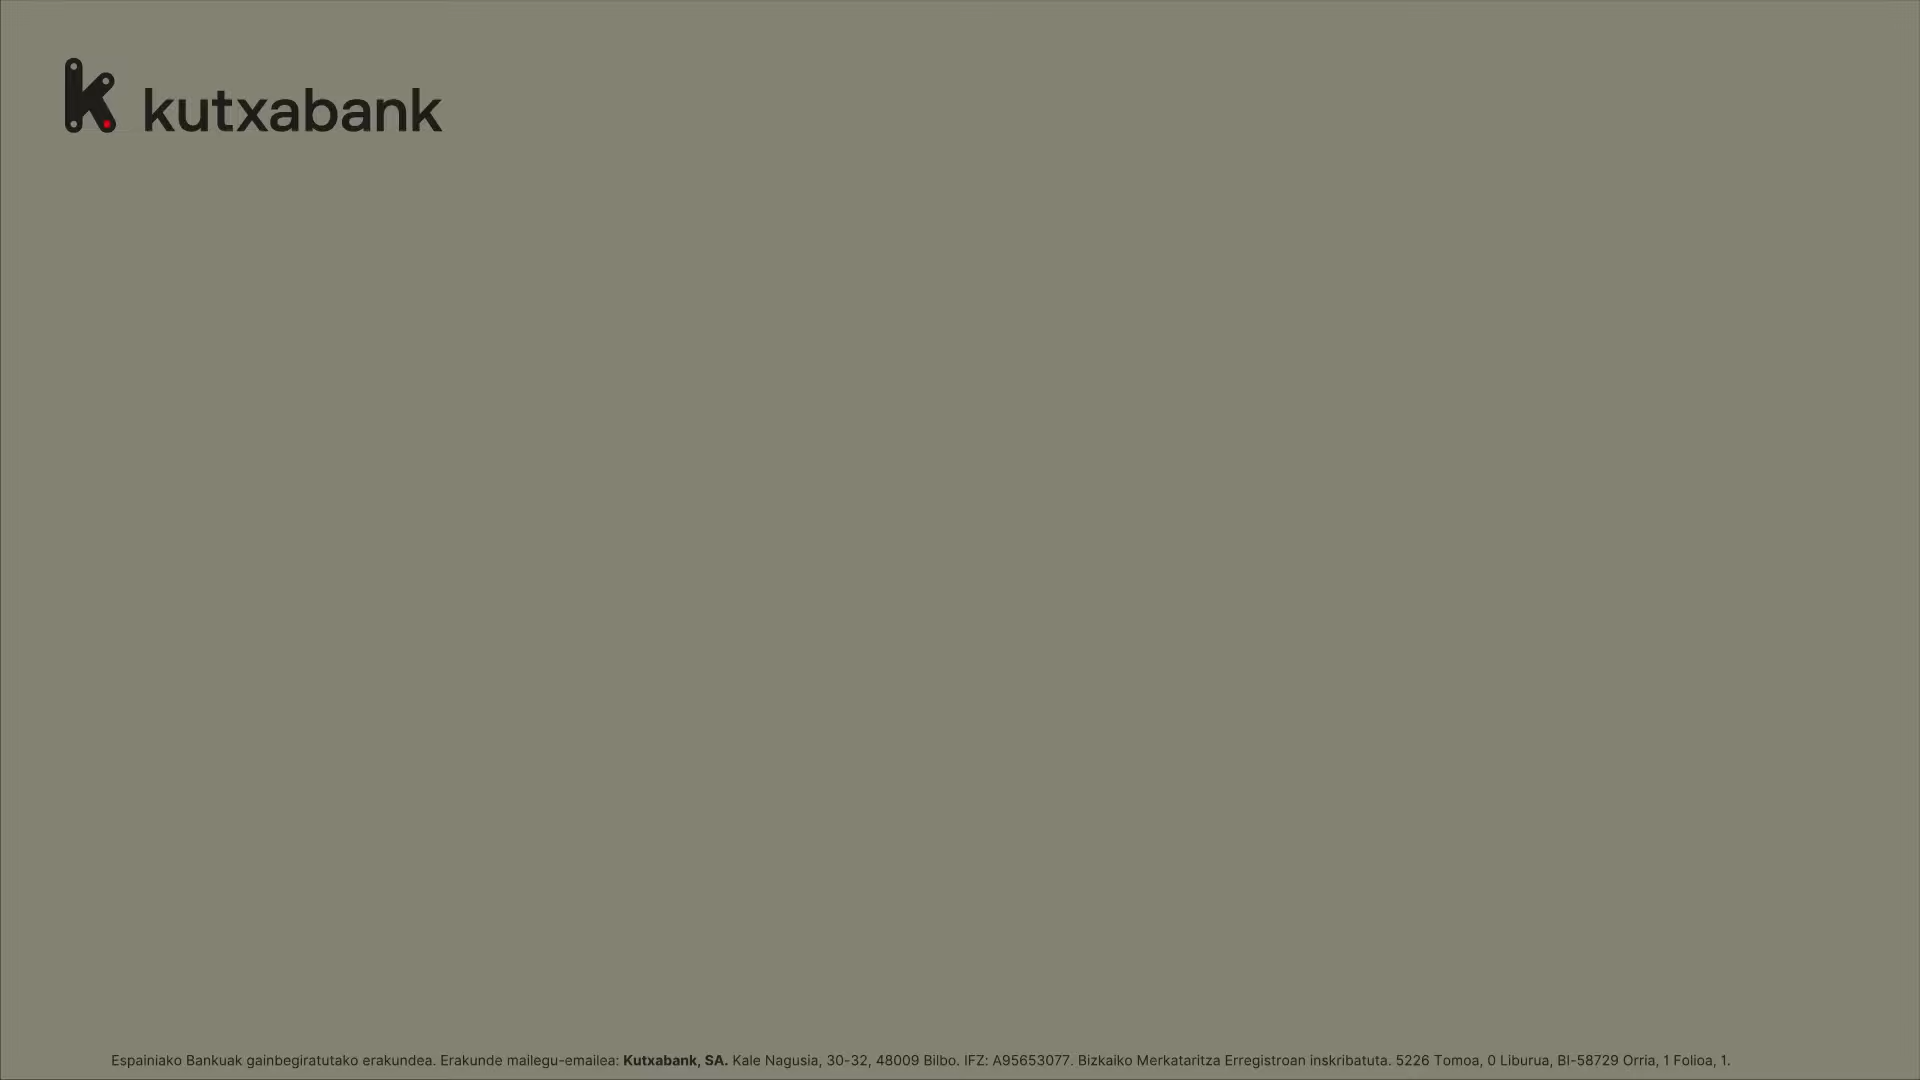 kutxabank
Espainiako Bankuak gainbegiratutako erakundea. Erakunde mailegu-emailea: Kutxabank, SA. Kale Nagusia, 30-32, 48009 Bilbo. IFZ: A95653077. Bizkaiko Merkataritza Erregistroan inskribatuta. 5226 Tomoa, 0 Liburua, BI-58729 Orria, 1 Folioa, 1.